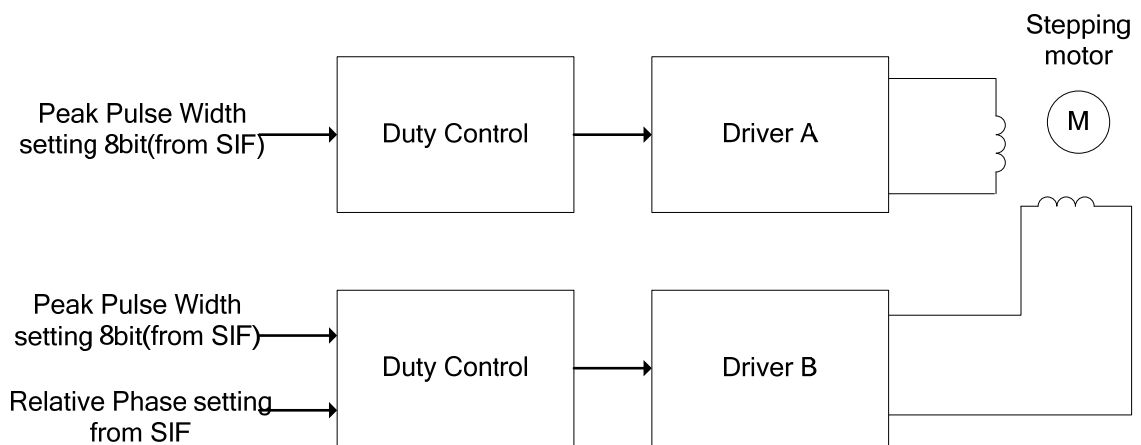 Stepping
motor
Peak Pulse Width
setting 8bit(from SIF)
Duty Control
Driver A
M
Peak Pulse Width
setting 8bit(from SIF)
Duty Control
Driver B
Relative Phase setting
from SIF